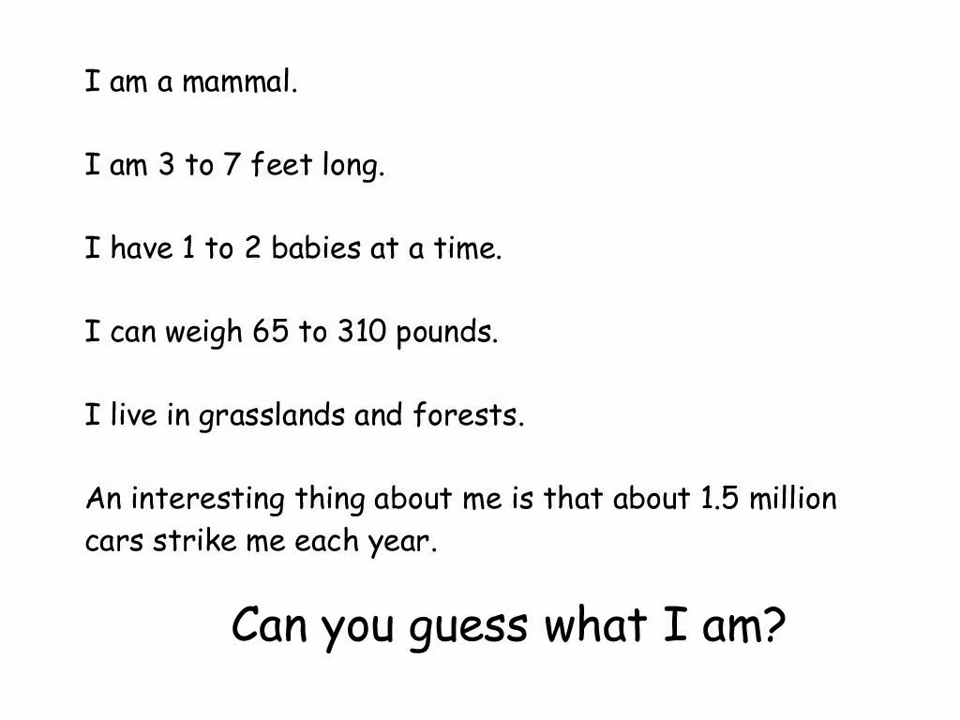 I am a mammal.
I am 3 to 7 feet long.
I have 1 to 2 babies at a time.
I can weigh 65 to 310 pounds.
I live in grasslands and forests.
An interesting thing about me is that about 1.5 million
cars strike me each year.
Can you guess what I am?